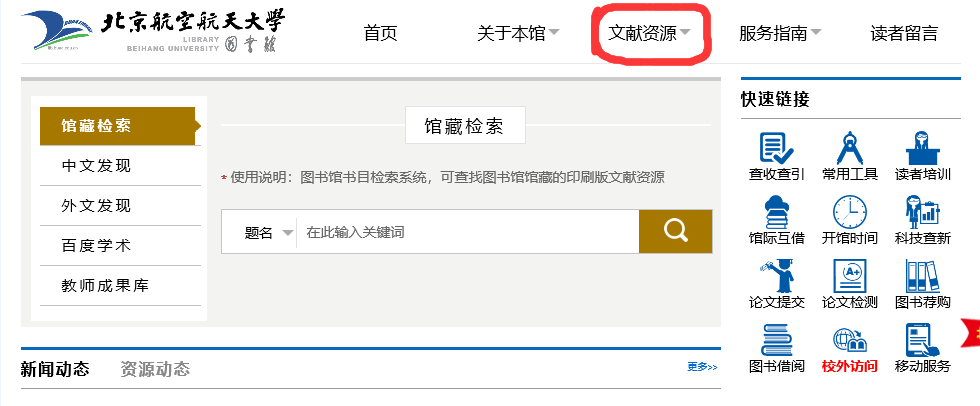 北京航空航天大學
LIBRARY
BEIHANG UNIVERSITY
圖書館
首页
关于本馆
文献资源
服务指南
读者留言
馆藏检索
中文发现
外文发现
百度学术
教师成果库
馆藏检索
* 使用说明：图书馆书目检索系统，可查找图书馆馆藏的印刷版文献资源
题名
在此输入关键词
快速链接
查收查引 常用工具 读者培训
馆际互借 开馆时间 科技查新
A+
论文提交 论文检测 图书荐购
图书借阅 校外访问 移动服务
新闻动态 资源动态 更多>>